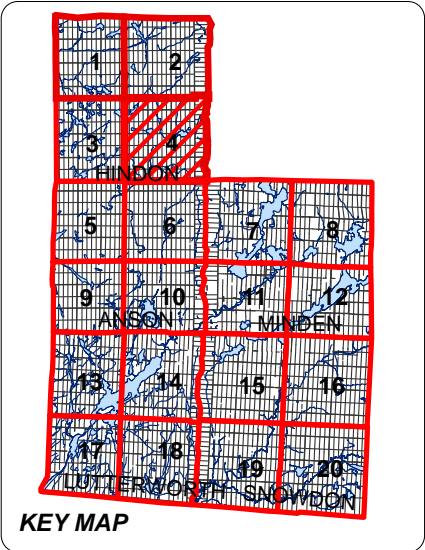 1 2
3 4
HINDON
5 6 7 8
9 10 11 12
ANSON MINDEN
13 14 15 16
17 18 19 20
LUTTERWORTH SNOWDON
KEY MAP